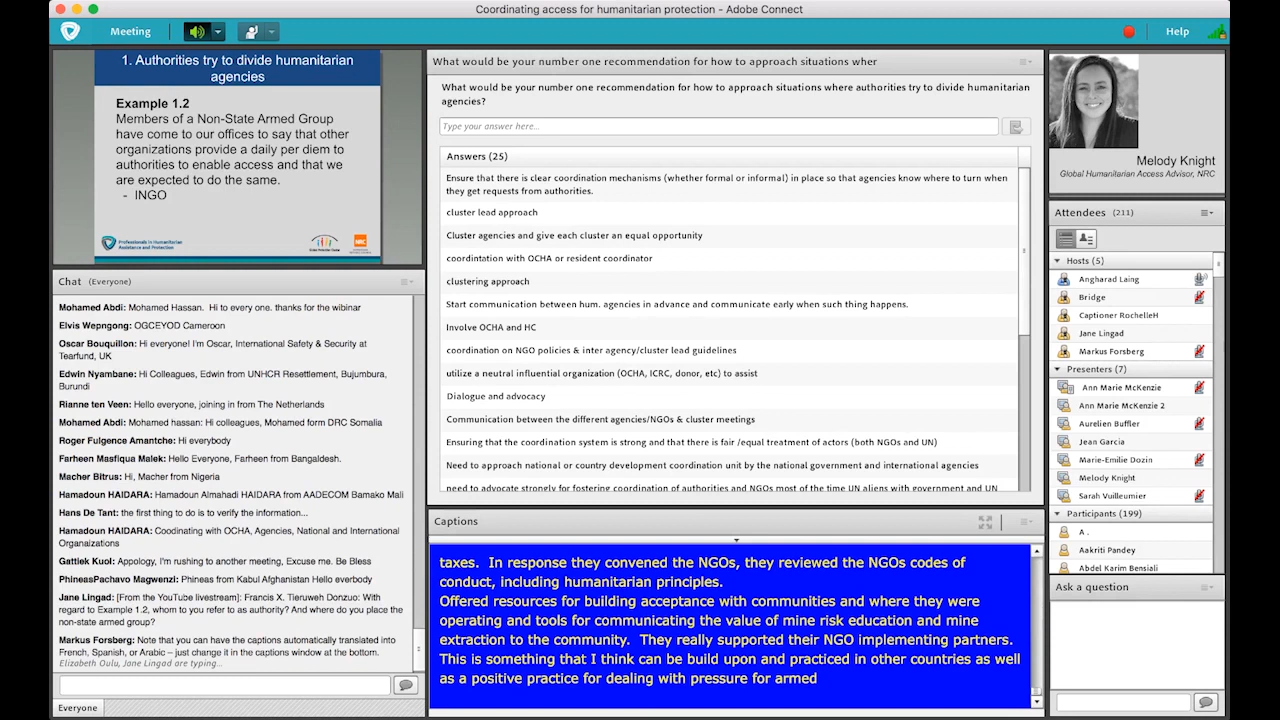 Coordinating access for humanitarian protection - Adobe Connect
Meeting
Help
1. Authorities try to divide humanitarian
agencies
Example 1.2
Members of a Non-State Armed Group
have come to our offices to say that other
organizations provide a daily per diem to
authorities to enable access and that we
are expected to do the same.
- INGO
Professionals in Humanitarian
Assistance and Protection
NRC
Chat (Everyone)
Mohamed Abdi: Mohamed Hassan. Hi to every one. thanks for the wibinar
Elvis Wepngong: OGCEYOD Cameroon
Oscar Bouquillon: Hi everyone! I'm Oscar, International Safety & Security at
Tearfund, UK
Edwin Nyambane: Hi Colleagues, Edwin from UNHCR Resettlement, Bujumbura,
Burundi
Rianne ten Veen: Hello everyone, joining in from The Netherlands
Mohamed Abdi: Mohamed hassan: Hi colleagues, Mohamed form DRC Somalia
Roger Fulgence Amantche: Hi everybody
Farheen Masfiqua Malek: Hello Everyone, Farheen from Bangaldesh.
Macher Bitrus: Hi, Macher from Nigeria
Hamadoun HAIDARA: Hamadoun Almahadi HAIDARA from AADECOM Bamako Mali
Hans De Tant: the first thing to do is to verify the information...
Hamadoun HAIDARA: Coodinating with OCHA, Agencies, National and International
Organaizations
Gattiek Kuol: Appology, I'm rushing to another meeting, Excuse me. Be Bless
PhineasPachavo Magwenzi: Phineas from Kabul Afghanistan Hello everbody
Jane Lingad: [From the YouTube livestream]: Francis X. Tieruweh Donzuo: With
regard to Example 1.2, whom to you refer to as authority? And where do you place the
non-state armed group?
Markus Forsberg: Note that you can have the captions automatically translated into
French, Spanish, or Arabic – just change it in the captions window at the bottom.
Elizabeth Oulu, Jane Lingad are typing...
Everyone
What would be your number one recommendation for how to approach situations wher
What would be your number one recommendation for how to approach situations where authorities try to divide humanitarian
agencies?
Type your answer here...
Answers (25)
Ensure that there is clear coordination mechanisms (whether formal or informal) in place so that agencies know where to turn when
they get requests from authorities.
cluster lead approach
Cluster agencies and give each cluster an equal opportunity
coordintation with OCHA or resident coordinator
clustering approach
Start communication between hum. agencies in advance and communicate early when such thing happens.
Involve OCHA and HC
coordination on NGO policies & inter agency/cluster lead guidelines
utilize a neutral influential organization (OCHA, ICRC, donor, etc) to assist
Dialogue and advocacy
Communication between the different agencies/NGOs & cluster meetings
Ensuring that the coordination system is strong and that there is fair /equal treatment of actors (both NGOs and UN)
Need to approach national or country development coordination unit by the national government and international agencies
need to advocate strongly for fostering coordination of authorities and NGOs most of the time UN aliens with government and UN
Captions
taxes. In response they convened the NGOs, they reviewed the NGOs codes of
conduct, including humanitarian principles.
Offered resources for building acceptance with communities and where they were
operating and tools for communicating the value of mine risk education and mine
extraction to the community. They really supported their NGO implementing partners.
This is something that I think can be build upon and practiced in other countries as well
as a positive practice for dealing with pressure for armed
Melody Knight
Global Humanitarian Access Advisor, NRC
Attendees (211)
Hosts (5)
Angharad Laing
Bridge
Captioner RochelleH
Jane Lingad
Markus Forsberg
Presenters (7)
Ann Marie McKenzie
Ann Marie McKenzie 2
Aurelien Buffler
Jean Garcia
Marie-Emilie Dozin
Melody Knight
Sarah Vuilleumier
Participants (199)
A .
Aakriti Pandey
Abdel Karim Bensiali
Ask a question